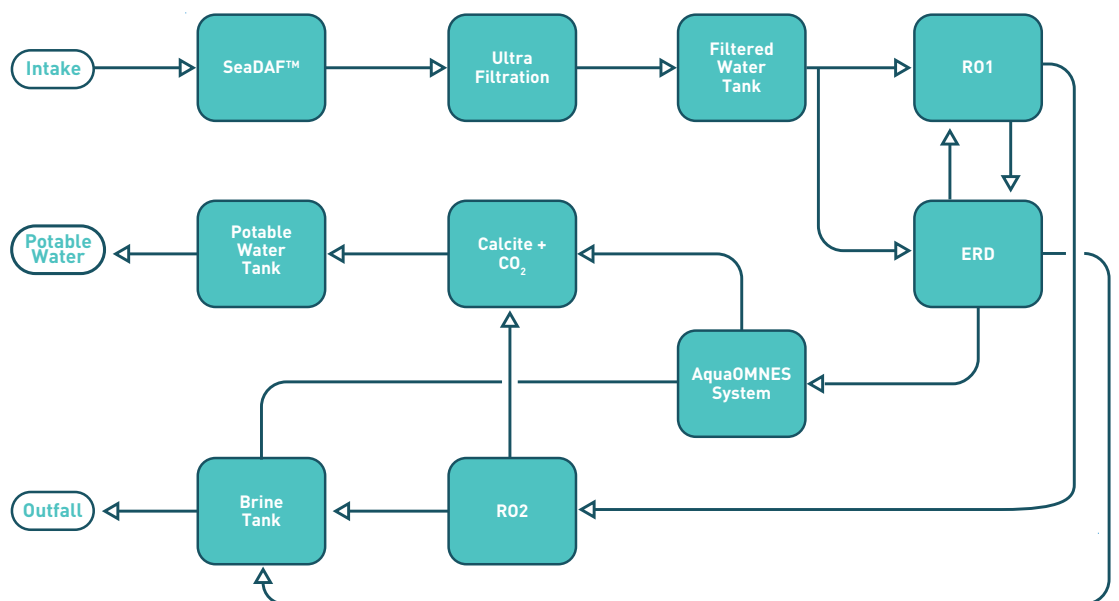 Intake
SeaDAF™
Ultra
Filtration
Filtered
Water
Tank
RO1
Potable
Water
Potable
Water
Tank
Calcite +
CO₂
ERD
AquaOMNES
System
Outfall
Brine
Tank
RO2